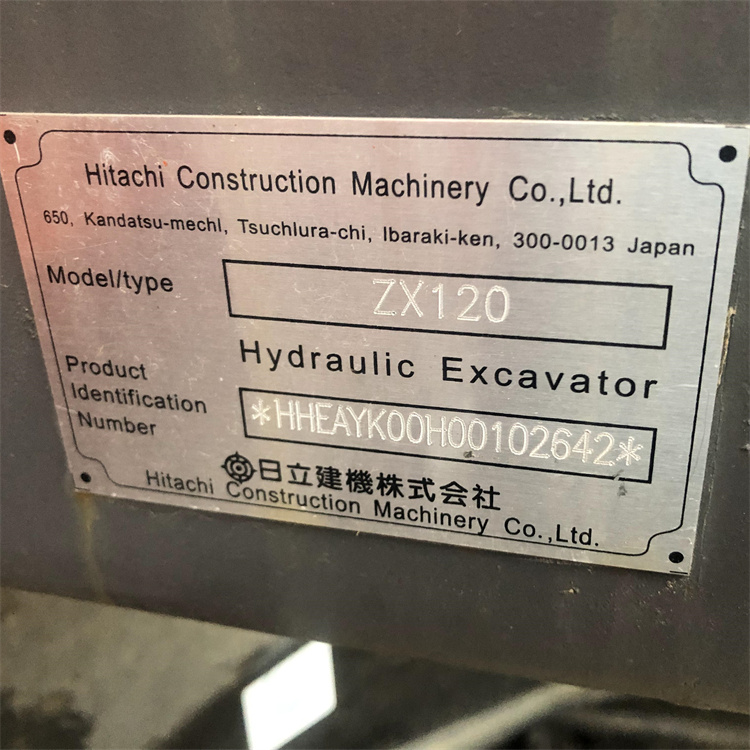 Hitachi Construction Machinery Co.,Ltd.
650, Kandatsu-mechl, Tsuchlura-chi, Ibaraki-ken, 300-0013 Japan
Model/type
ZX120
Hydraulic Excavator
Product
Identification
Number
*HHEAYK00H00102642*
日立建機株式会社
Hitachi Construction Machinery Co.,Ltd.